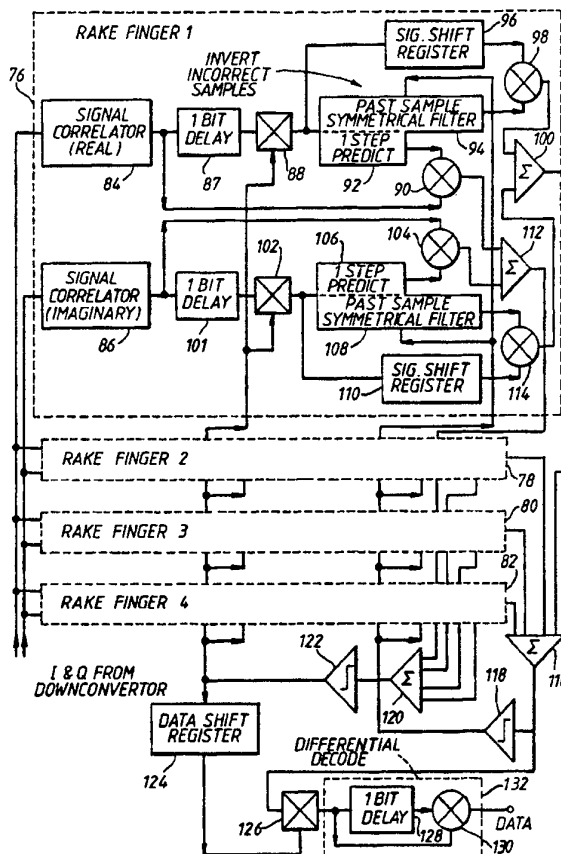 RAKE FINGER 1
96
SIG. SHIFT
REGISTER
98
INVERT
INCORRECT
SAMPLES
76
SIGNAL
CORRELATOR
(REAL)
84
1 BIT
DELAY
87
88
PAST SAMPLE
SYMMETRICAL FILTER
1 STEP
PREDICT
92
94
90
100
Σ
102
106
104
112
Σ
SIGNAL
CORRELATOR
(IMAGINARY)
86
1 BIT
DELAY
101
1 STEP
PREDICT
PAST SAMPLE
SYMMETRICAL FILTER
108
SIG. SHIFT
REGISTER
110
114
RAKE FINGER 2
78
80
RAKE FINGER 3
82
RAKE FINGER 4
I & Q FROM
DOWNCONVERTOR
122
Σ
120
Σ
118
DATA SHIFT
REGISTER
124
DIFFERENTIAL
DECODE
132
126
1 BIT
DELAY
128
130
DATA